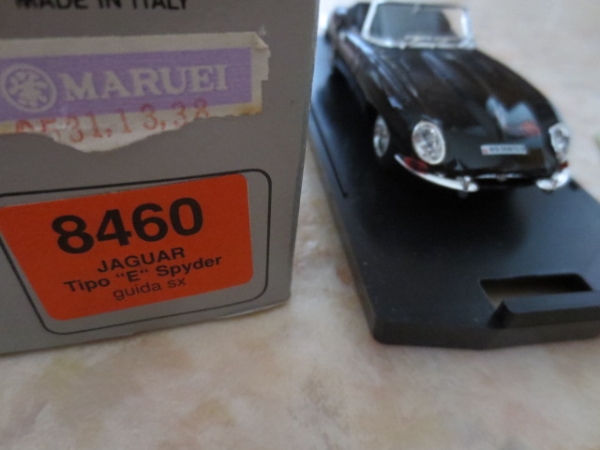 MADE IN ITALY
MARUEI
8460
JAGUAR
Tipo "E" Spyder
guida sx